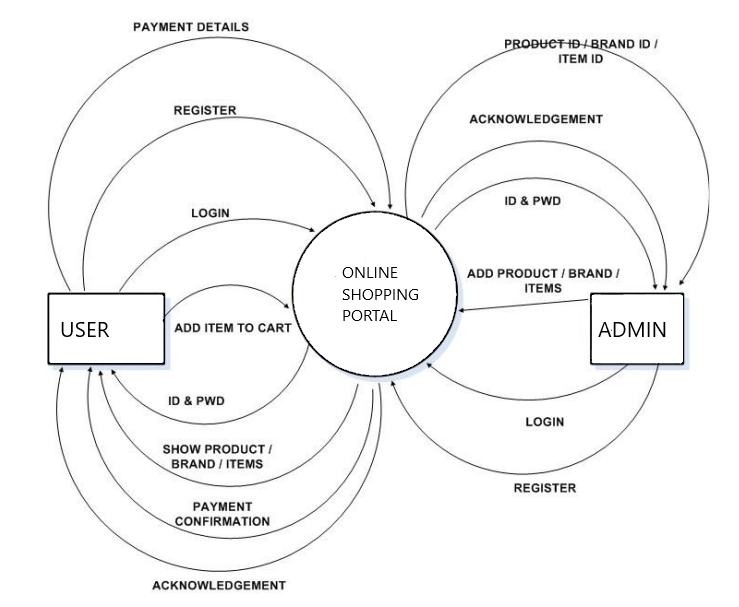 PAYMENT DETAILS
PRODUCT ID / BRAND ID /
ITEM ID
REGISTER
ACKNOWLEDGEMENT
ID & PWD
LOGIN
ONLINE
SHOPPING
PORTAL
ADD PRODUCT / BRAND /
ITEMS
USER
ADD ITEM TO CART
ADMIN
ID & PWD
LOGIN
SHOW PRODUCT /
BRAND / ITEMS
REGISTER
PAYMENT
CONFIRMATION
ACKNOWLEDGEMENT